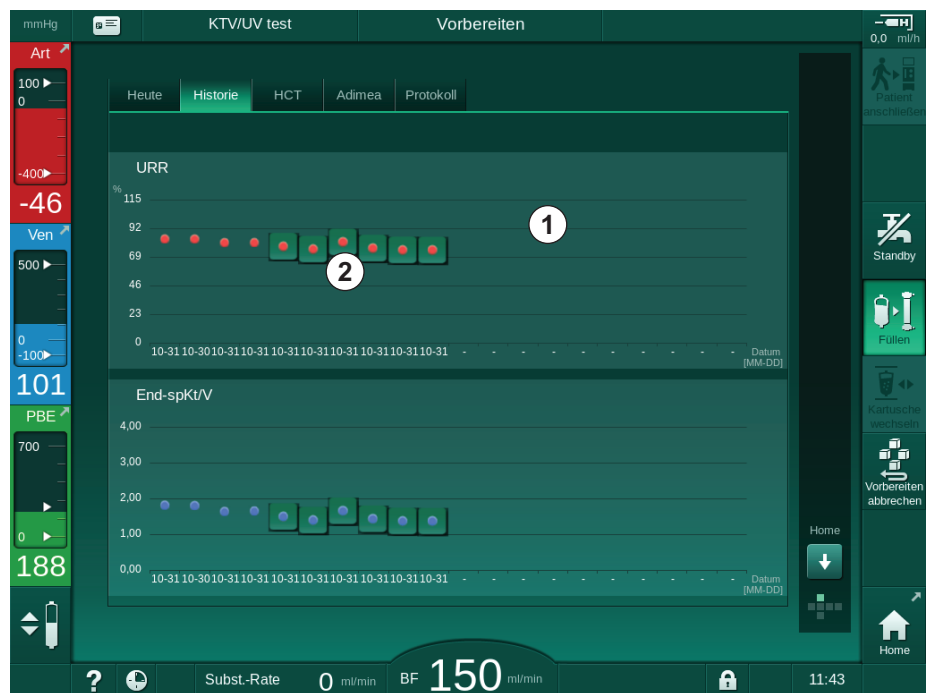 mmHg
KTV/UV test
Vorbereiten
0,0 ml/h
Art
100
0
-400
-46
Ven
500
0
-100
101
PBE
700
0
188
Heute Historie HCT Adimea Protokoll
URR
%
115
92
69
46
23
0
10-31 10-30 10-31 10-31 10-31 10-31 10-31 10-31 10-31 10-31 - - - - - - - - - - Datum
[MM-DD]
1
2
End-spKt/V
4,00
3,00
2,00
1,00
0,00
10-31 10-30 10-31 10-31 10-31 10-31 10-31 10-31 10-31 10-31 - - - - - - - - - - Datum
[MM-DD]
Home
Patient
anschließen
Standby
Füllen
Kartusche
wechseln
Vorbereiten
abbrechen
Home
?
Subst.-Rate 0 ml/min
BF 150 ml/min
11:43